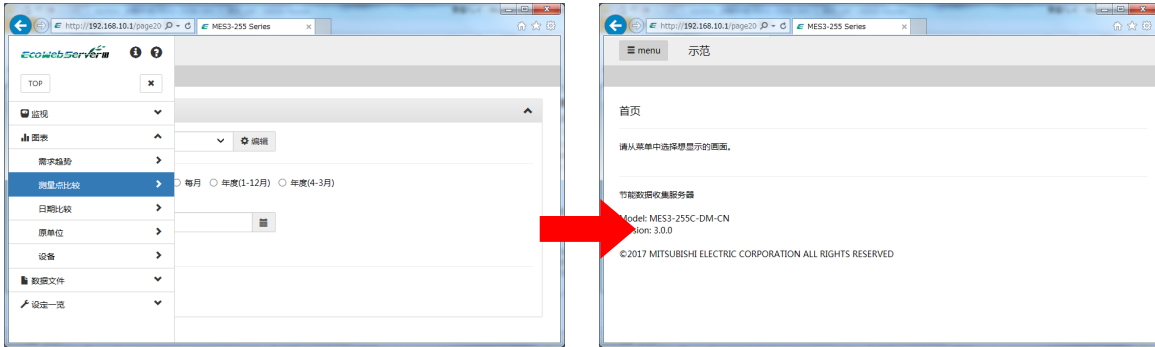 http://192.168.10.1/page20
MES3-255 Series
EcoWebServerIII
TOP
监视
图表
需求趋势
测量点比较
日期比较
原单位
设备
数据文件
设定一览
编辑
每月 年度(1-12月) 年度(4-3月)
http://192.168.10.1/page20
MES3-255 Series
menu 示范
首页
请从菜单中选择想显示的画面。
节能数据收集服务器
Model: MES3-255C-DM-CN
sion: 3.0.0
©2017 MITSUBISHI ELECTRIC CORPORATION ALL RIGHTS RESERVED